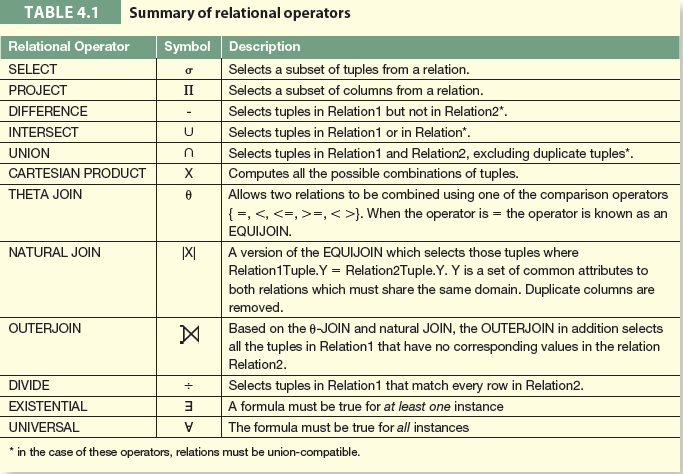 TABLE 4.1 Summary of relational operators
Relational Operator Symbol Description
SELECT σ Selects a subset of tuples from a relation.
PROJECT Π Selects a subset of columns from a relation.
DIFFERENCE - Selects tuples in Relation1 but not in Relation2*.
INTERSECT ∪ Selects tuples in Relation1 or in Relation*.
UNION ∩ Selects tuples in Relation1 and Relation2, excluding duplicate tuples*.
CARTESIAN PRODUCT X Computes all the possible combinations of tuples.
THETA JOIN θ Allows two relations to be combined using one of the comparison operators
{ =, <, <=, >=, < >}. When the operator is = the operator is known as an
EQUIJOIN.
NATURAL JOIN |X| A version of the EQUIJOIN which selects those tuples where
Relation1Tuple.Y = Relation2Tuple.Y. Y is a set of common attributes to
both relations which must share the same domain. Duplicate columns are
removed.
OUTERJOIN ⟕ Based on the θ-JOIN and natural JOIN, the OUTERJOIN in addition selects
all the tuples in Relation1 that have no corresponding values in the relation
Relation2.
DIVIDE ÷ Selects tuples in Relation1 that match every row in Relation2.
EXISTENTIAL ∃ A formula must be true for at least one instance
UNIVERSAL ∀ The formula must be true for all instances
* in the case of these operators, relations must be union-compatible.